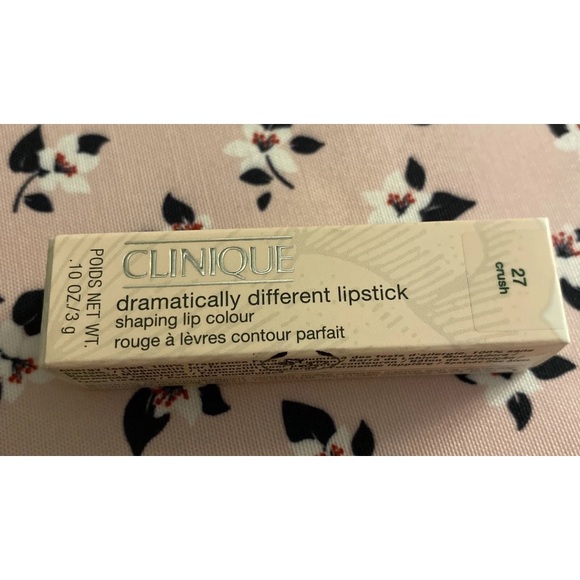 CLINIQUE
dramatically different lipstick
shaping lip colour
rouge à lèvres contour parfait
POIDS NET WT.
.10 OZ/3 g
27
crush